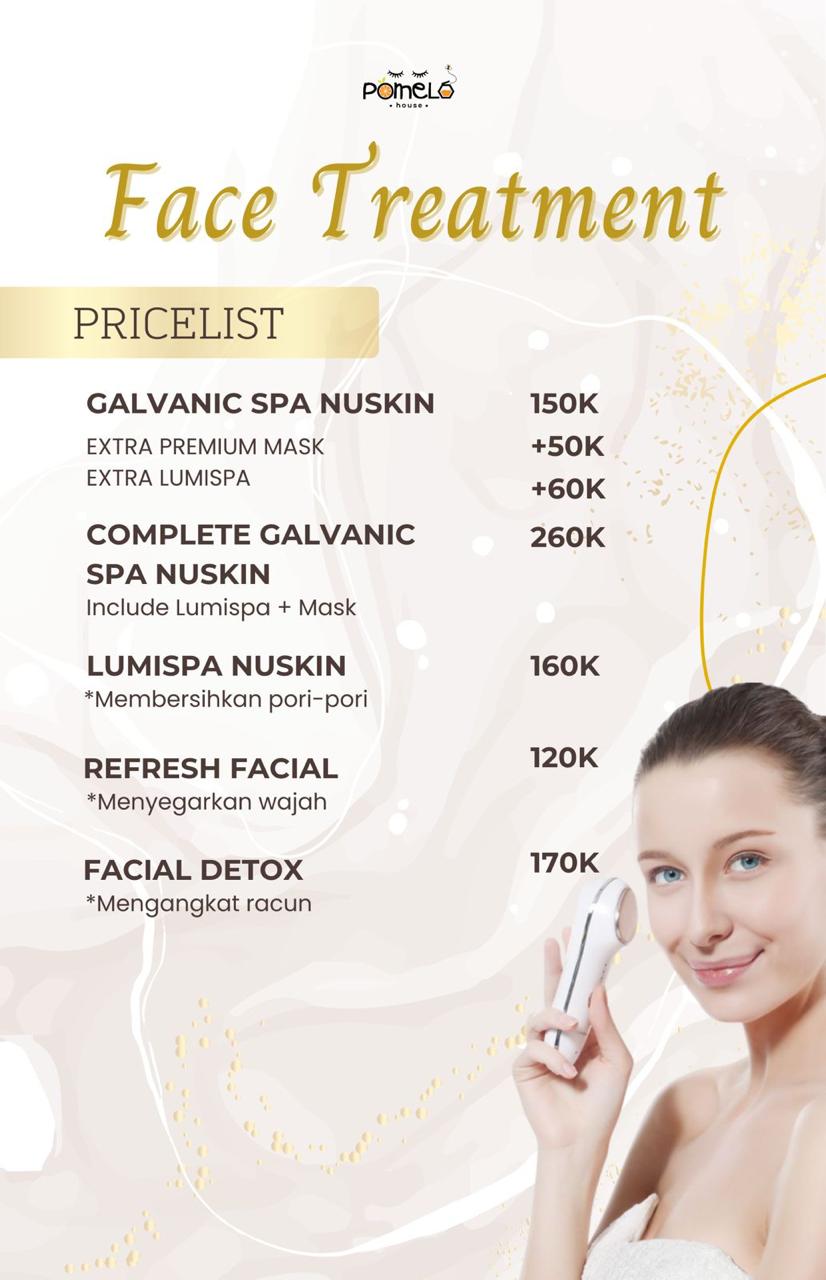 POMELO
• house •
Face Treatment
PRICELIST
GALVANIC SPA NUSKIN 150K
EXTRA PREMIUM MASK +50K
EXTRA LUMISPA +60K
COMPLETE GALVANIC 260K
SPA NUSKIN
Include Lumispa + Mask
LUMISPA NUSKIN 160K
*Membersihkan pori-pori
REFRESH FACIAL 120K
*Menyegarkan wajah
FACIAL DETOX 170K
*Mengangkat racun